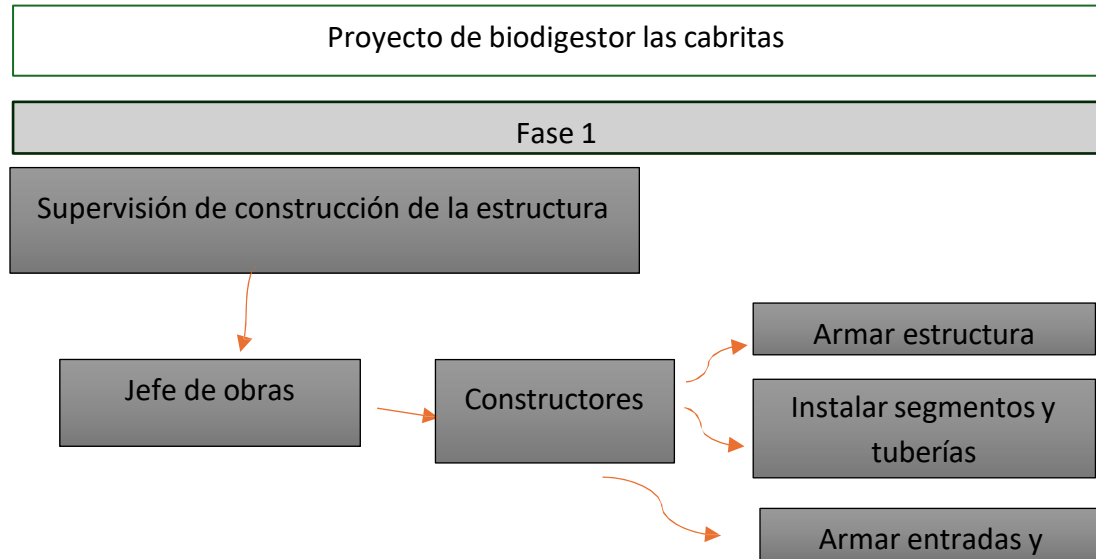 Proyecto de biodigestor las cabritas
Fase 1
Supervisión de construcción de la estructura
Jefe de obras
Constructores
Armar estructura
Instalar segmentos y
tuberías
Armar entradas y